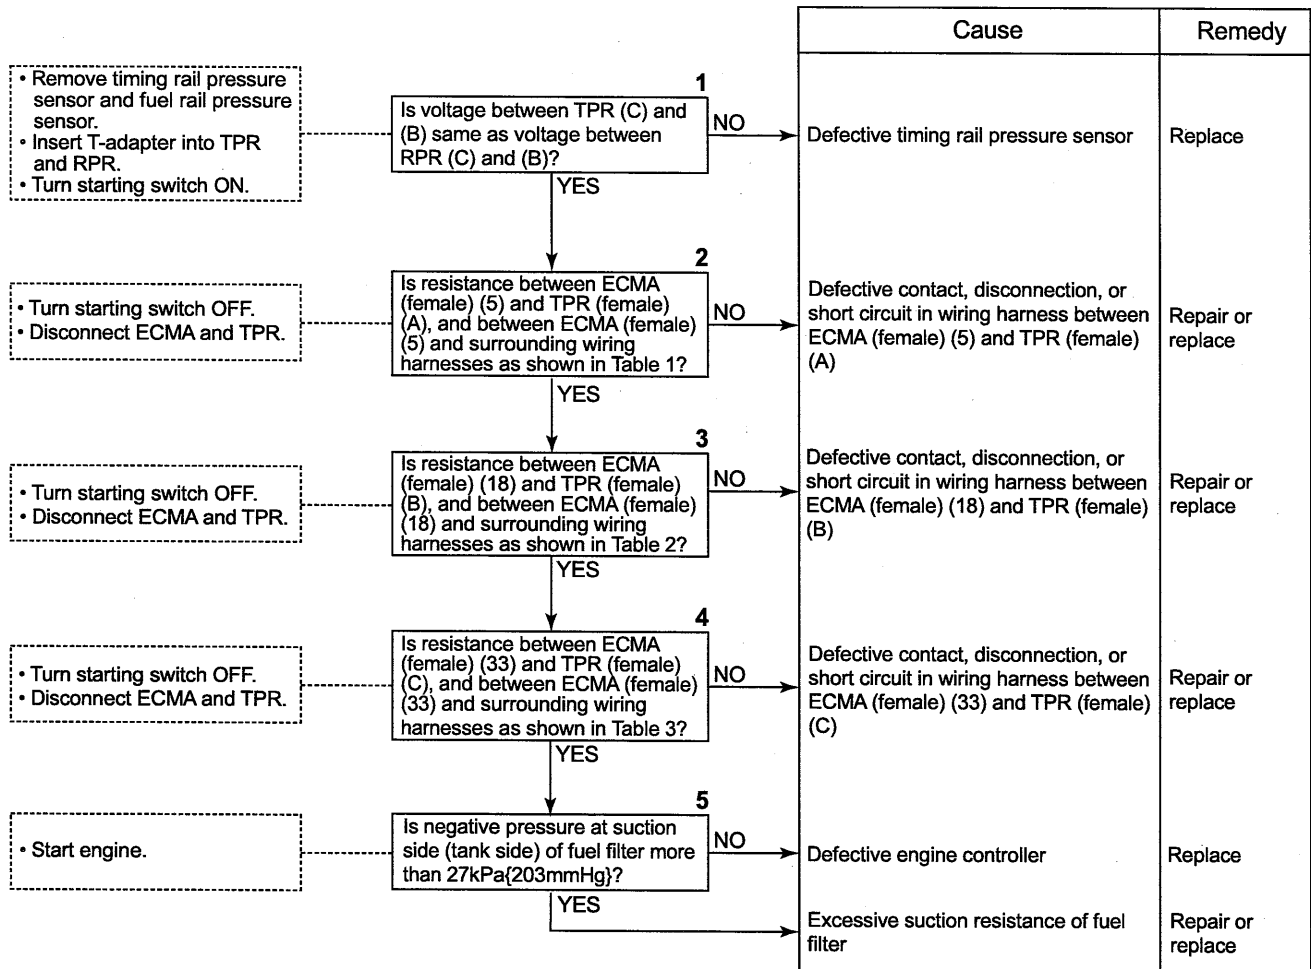 Cause
Remedy
• Remove timing rail pressure
sensor and fuel rail pressure
sensor.
• Insert T-adapter into TPR
and RPR.
• Turn starting switch ON.
1
Is voltage between TPR (C) and
(B) same as voltage between
RPR (C) and (B)?
NO
Defective timing rail pressure sensor
Replace
YES
2
• Turn starting switch OFF.
• Disconnect ECMA and TPR.
Is resistance between ECMA
(female) (5) and TPR (female)
(A), and between ECMA (female)
(5) and surrounding wiring
harnesses as shown in Table 1?
NO
Defective contact, disconnection, or
short circuit in wiring harness between
ECMA (female) (5) and TPR (female)
(A)
Repair or
replace
YES
3
• Turn starting switch OFF.
• Disconnect ECMA and TPR.
Is resistance between ECMA
(female) (18) and TPR (female)
(B), and between ECMA (female)
(18) and surrounding wiring
harnesses as shown in Table 2?
NO
Defective contact, disconnection, or
short circuit in wiring harness between
ECMA (female) (18) and TPR (female)
(B)
Repair or
replace
YES
4
• Turn starting switch OFF.
• Disconnect ECMA and TPR.
Is resistance between ECMA
(female) (33) and TPR (female)
(C), and between ECMA (female)
(33) and surrounding wiring
harnesses as shown in Table 3?
NO
Defective contact, disconnection, or
short circuit in wiring harness between
ECMA (female) (33) and TPR (female)
(C)
Repair or
replace
YES
5
• Start engine.
Is negative pressure at suction
side (tank side) of fuel filter more
than 27kPa{203mmHg}?
NO
Defective engine controller
Replace
YES
Excessive suction resistance of fuel
filter
Repair or
replace